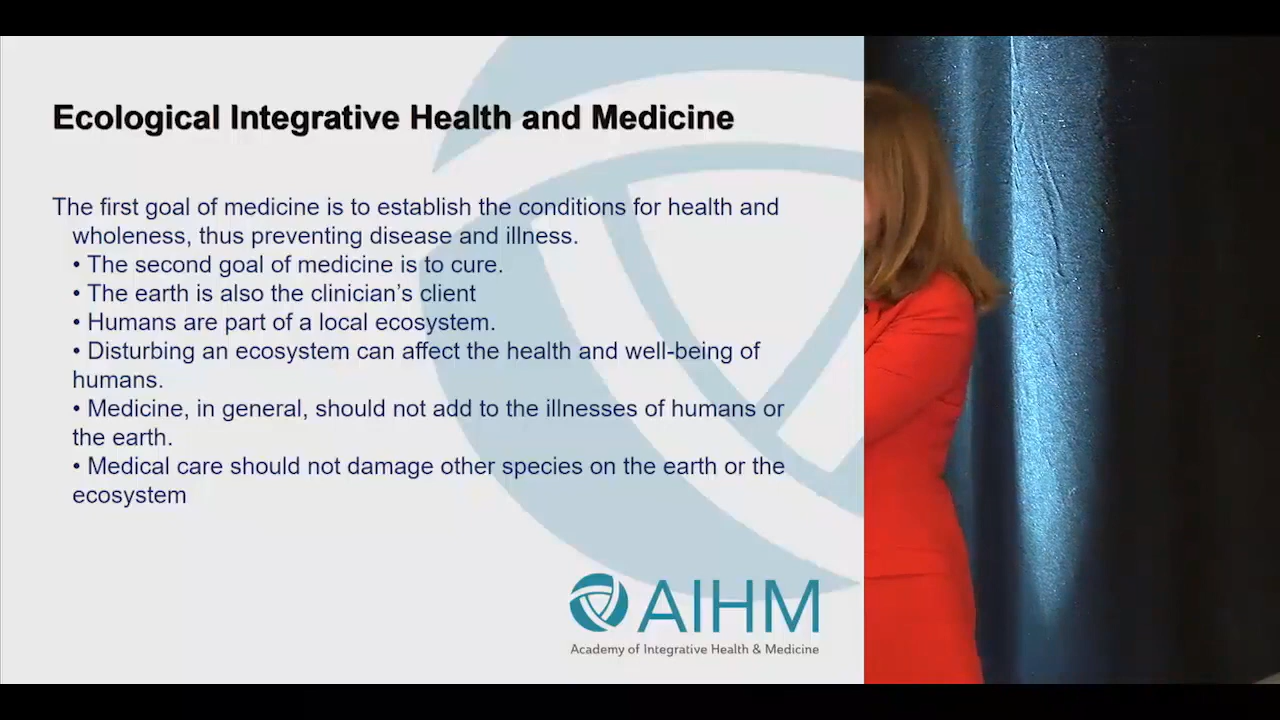 Ecological Integrative Health and Medicine
The first goal of medicine is to establish the conditions for health and
wholeness, thus preventing disease and illness.
• The second goal of medicine is to cure.
• The earth is also the clinician’s client
• Humans are part of a local ecosystem.
• Disturbing an ecosystem can affect the health and well-being of
humans.
• Medicine, in general, should not add to the illnesses of humans or
the earth.
• Medical care should not damage other species on the earth or the
ecosystem
AIHM
Academy of Integrative Health & Medicine